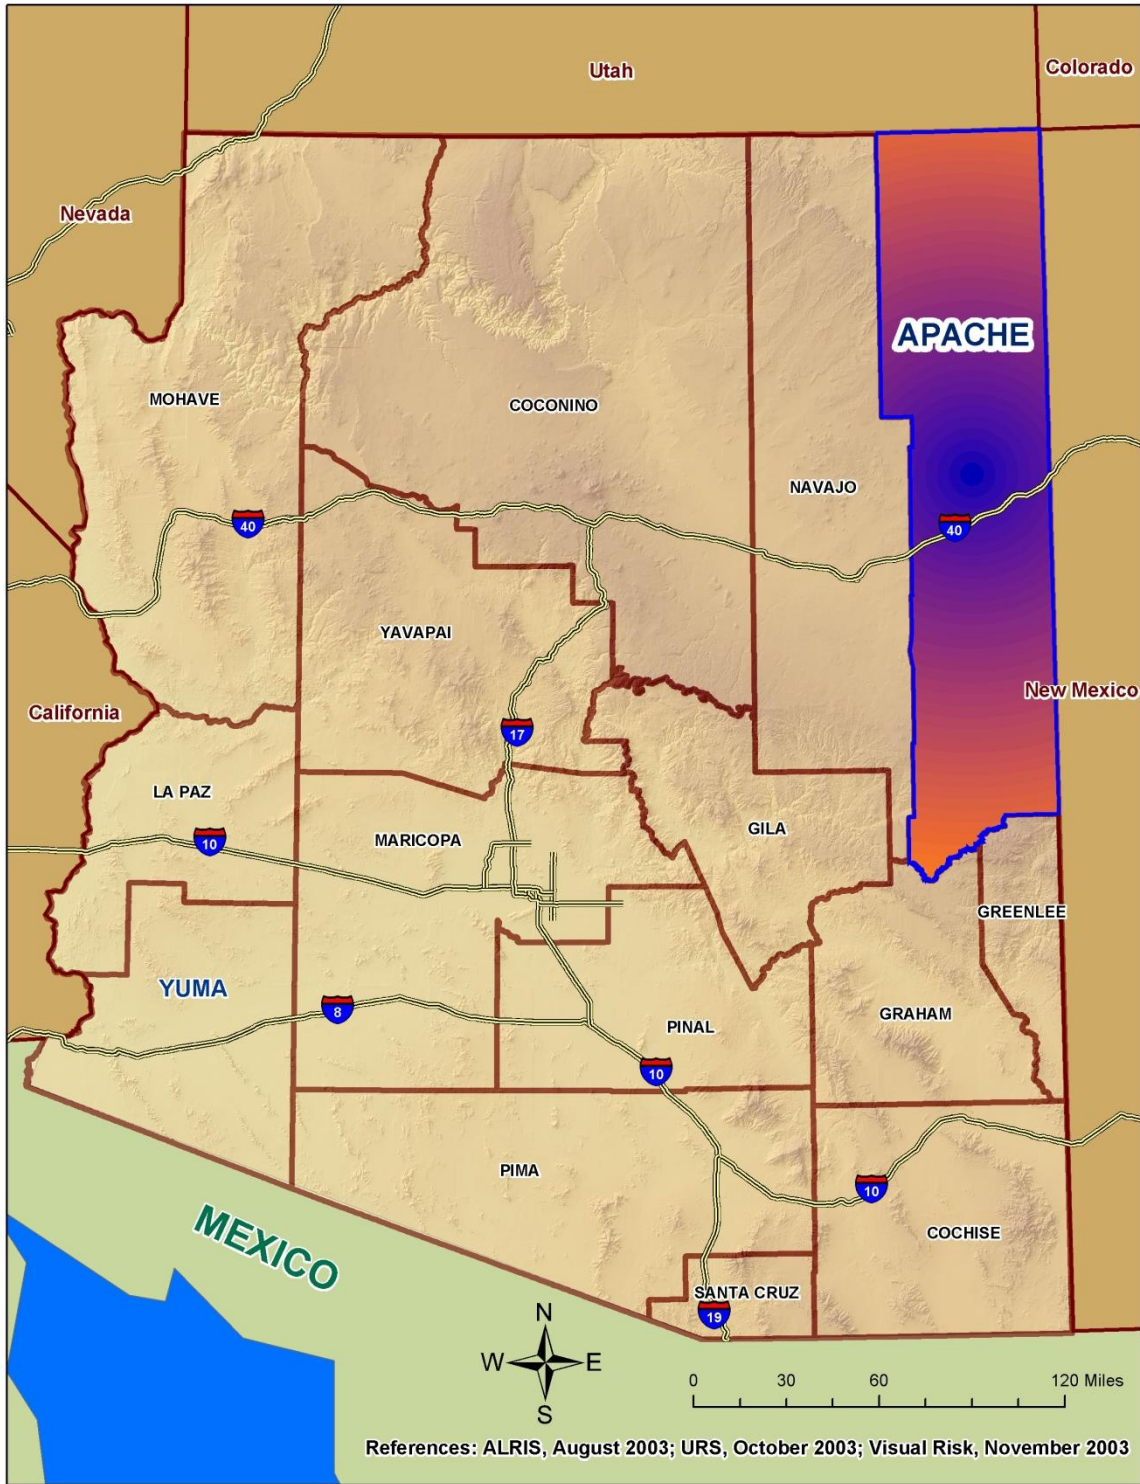 Utah
Colorado
Nevada
APACHE
MOHAVE
COCONINO
NAVAJO
40
40
YAVAPAI
New Mexico
California
17
LA PAZ
10
MARICOPA
GILA
GREENLEE
YUMA
8
PINAL
GRAHAM
10
PIMA
10
MEXICO
COCHISE
SANTA CRUZ
19
N
W E
S
0 30 60 120 Miles
References: ALRIS, August 2003; URS, October 2003; Visual Risk, November 2003